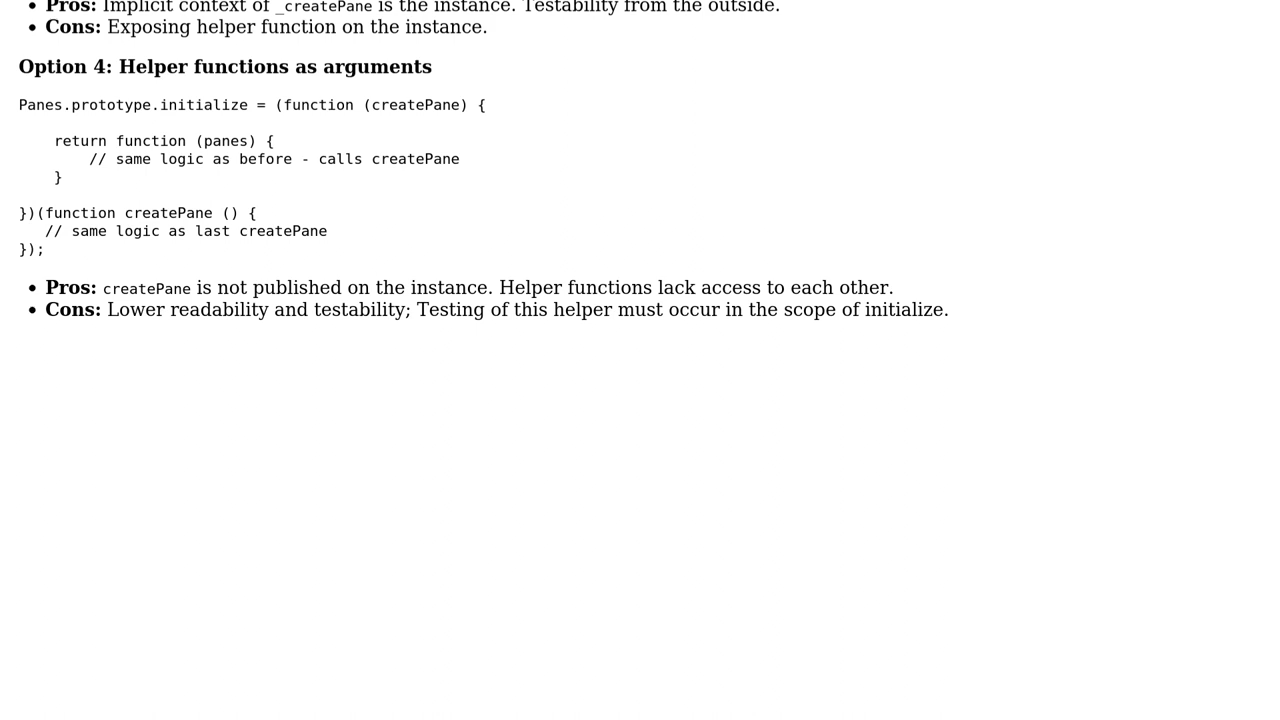 • Pros: Implicit context of _createPane is the instance. Testability from the outside.
• Cons: Exposing helper function on the instance.
Option 4: Helper functions as arguments
Panes.prototype.initialize = (function (createPane) {
    return function (panes) {
        // same logic as before - calls createPane
    }
})(function createPane () {
   // same logic as last createPane
});
• Pros: createPane is not published on the instance. Helper functions lack access to each other.
• Cons: Lower readability and testability; Testing of this helper must occur in the scope of initialize.